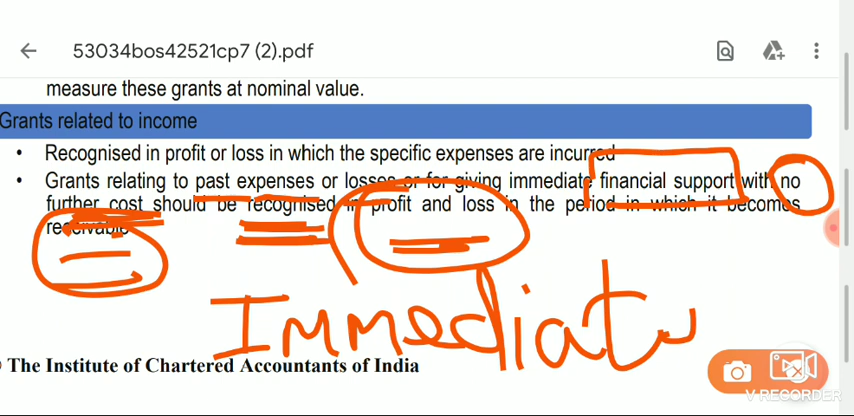 53034bos42521cp7 (2).pdf
measure these grants at nominal value.
Grants related to income
• Recognised in profit or loss in which the specific expenses are incurred
• Grants relating to past expenses or losses or for giving immediate financial support with no
further cost should be recognised in profit and loss in the period in which it becomes
receivable
Immediate
The Institute of Chartered Accountants of India
V RECORDER